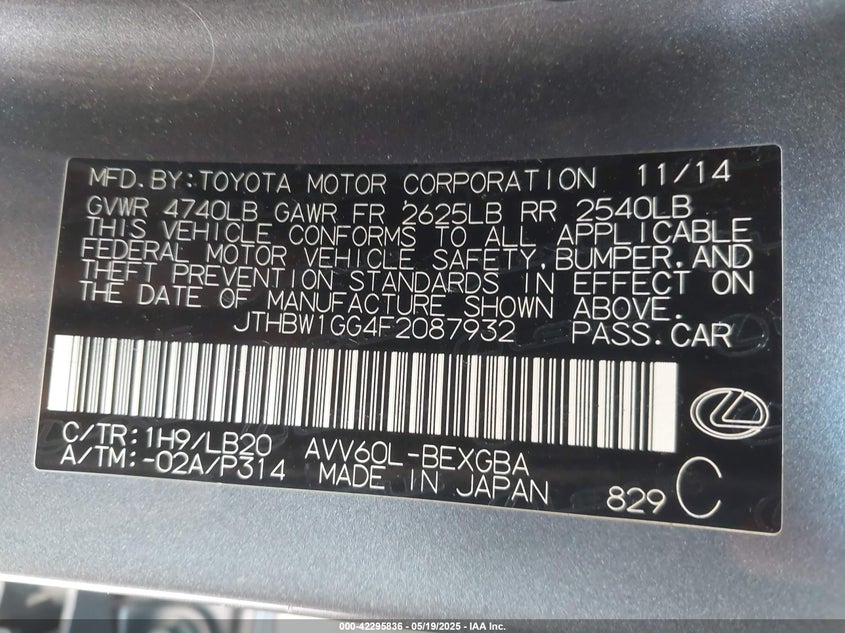 MFD.BY:TOYOTA MOTOR CORPORATION 11/14
GVWR 4740LB GAWR FR 2625LB RR 2540LB
THIS VEHICLE CONFORMS TO ALL APPLICABLE
FEDERAL MOTOR VEHICLE SAFETY,BUMPER,AND
THEFT PREVENTION STANDARDS IN EFFECT ON
THE DATE OF MANUFACTURE SHOWN ABOVE.
JTHBW1GG4F2087932 PASS.CAR
C/TR:1H9/LB20 AVV60L-BEXGBA
A/TM:-02A/P314 MADE IN JAPAN 829 C
000-42295836 - 05/19/2025 - IAA Inc.